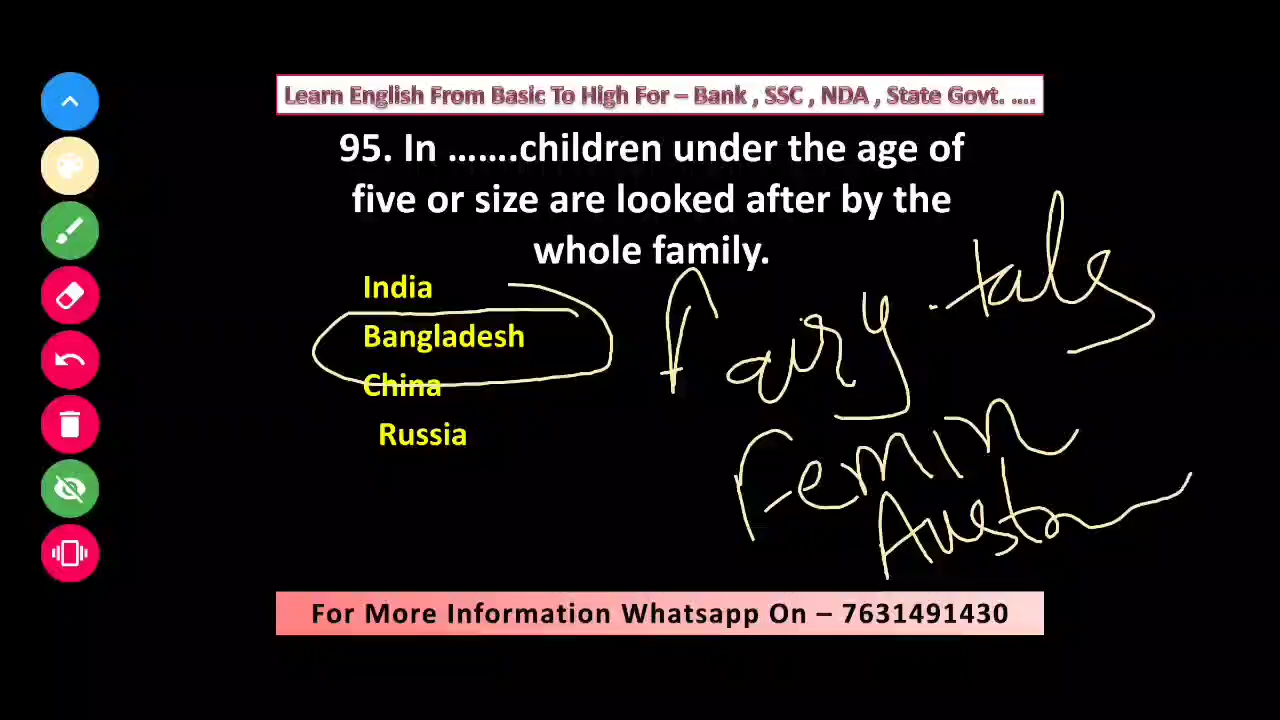 Learn English From Basic To High For – Bank , SSC , NDA , State Govt. ....
95. In .......children under the age of
five or size are looked after by the
whole family.
India
Bangladesh
China
Russia
Fairy.tales
Femin
Austr
For More Information Whatsapp On – 7631491430